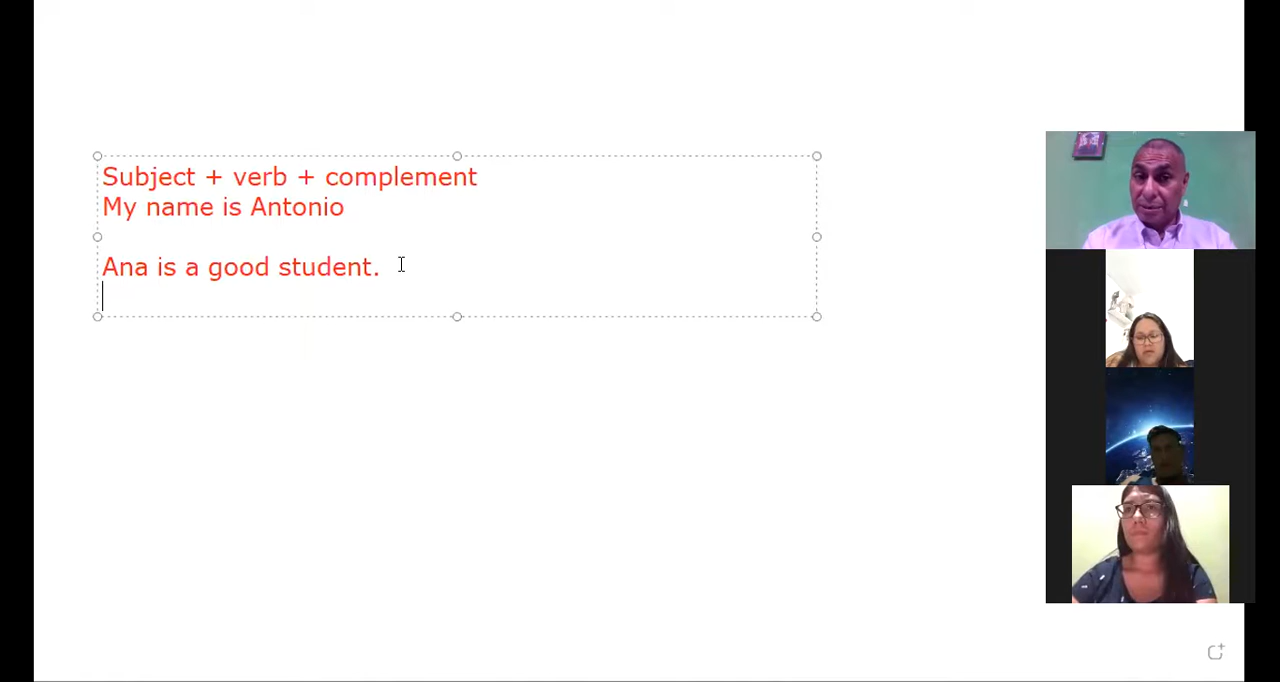 Subject + verb + complement
My name is Antonio
Ana is a good student.